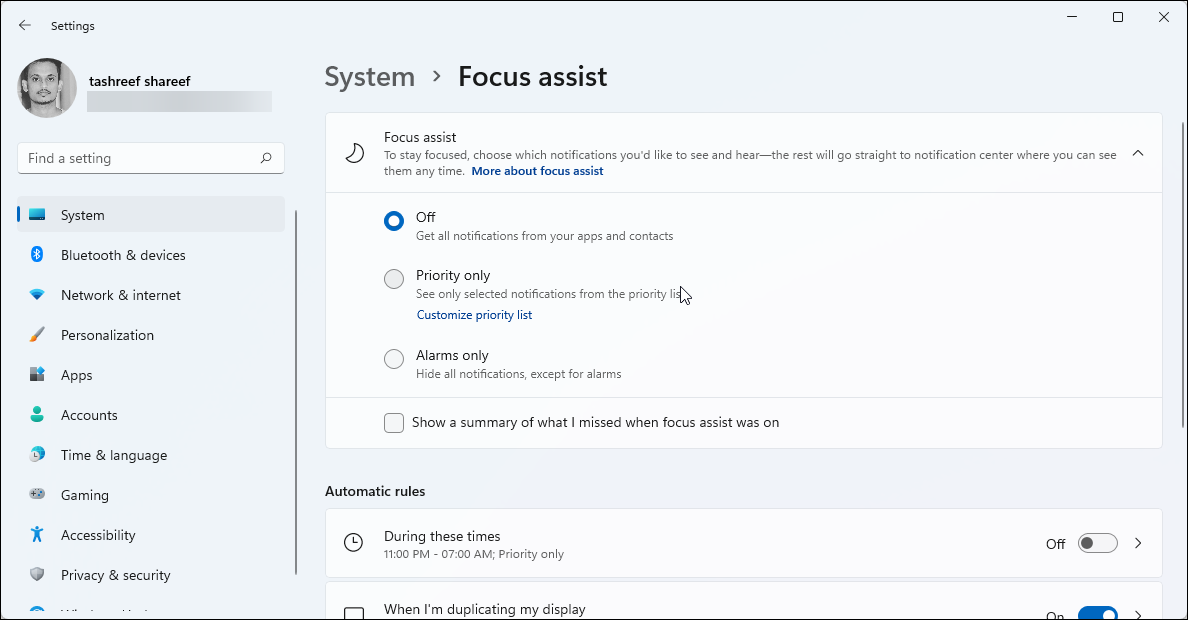 Settings
tashreef shareef
Find a setting
System
Bluetooth & devices
Network & internet
Personalization
Apps
Accounts
Time & language
Gaming
Accessibility
Privacy & security
System › Focus assist
Focus assist
To stay focused, choose which notifications you'd like to see and hear—the rest will go straight to notification center where you can see
them any time. More about focus assist
Off
Get all notifications from your apps and contacts
Priority only
See only selected notifications from the priority
Customize priority list
Alarms only
Hide all notifications, except for alarms
Show a summary of what I missed when focus assist was on
Automatic rules
During these times
11:00 PM - 07:00 AM; Priority only
Off
When I'm duplicating my display
On